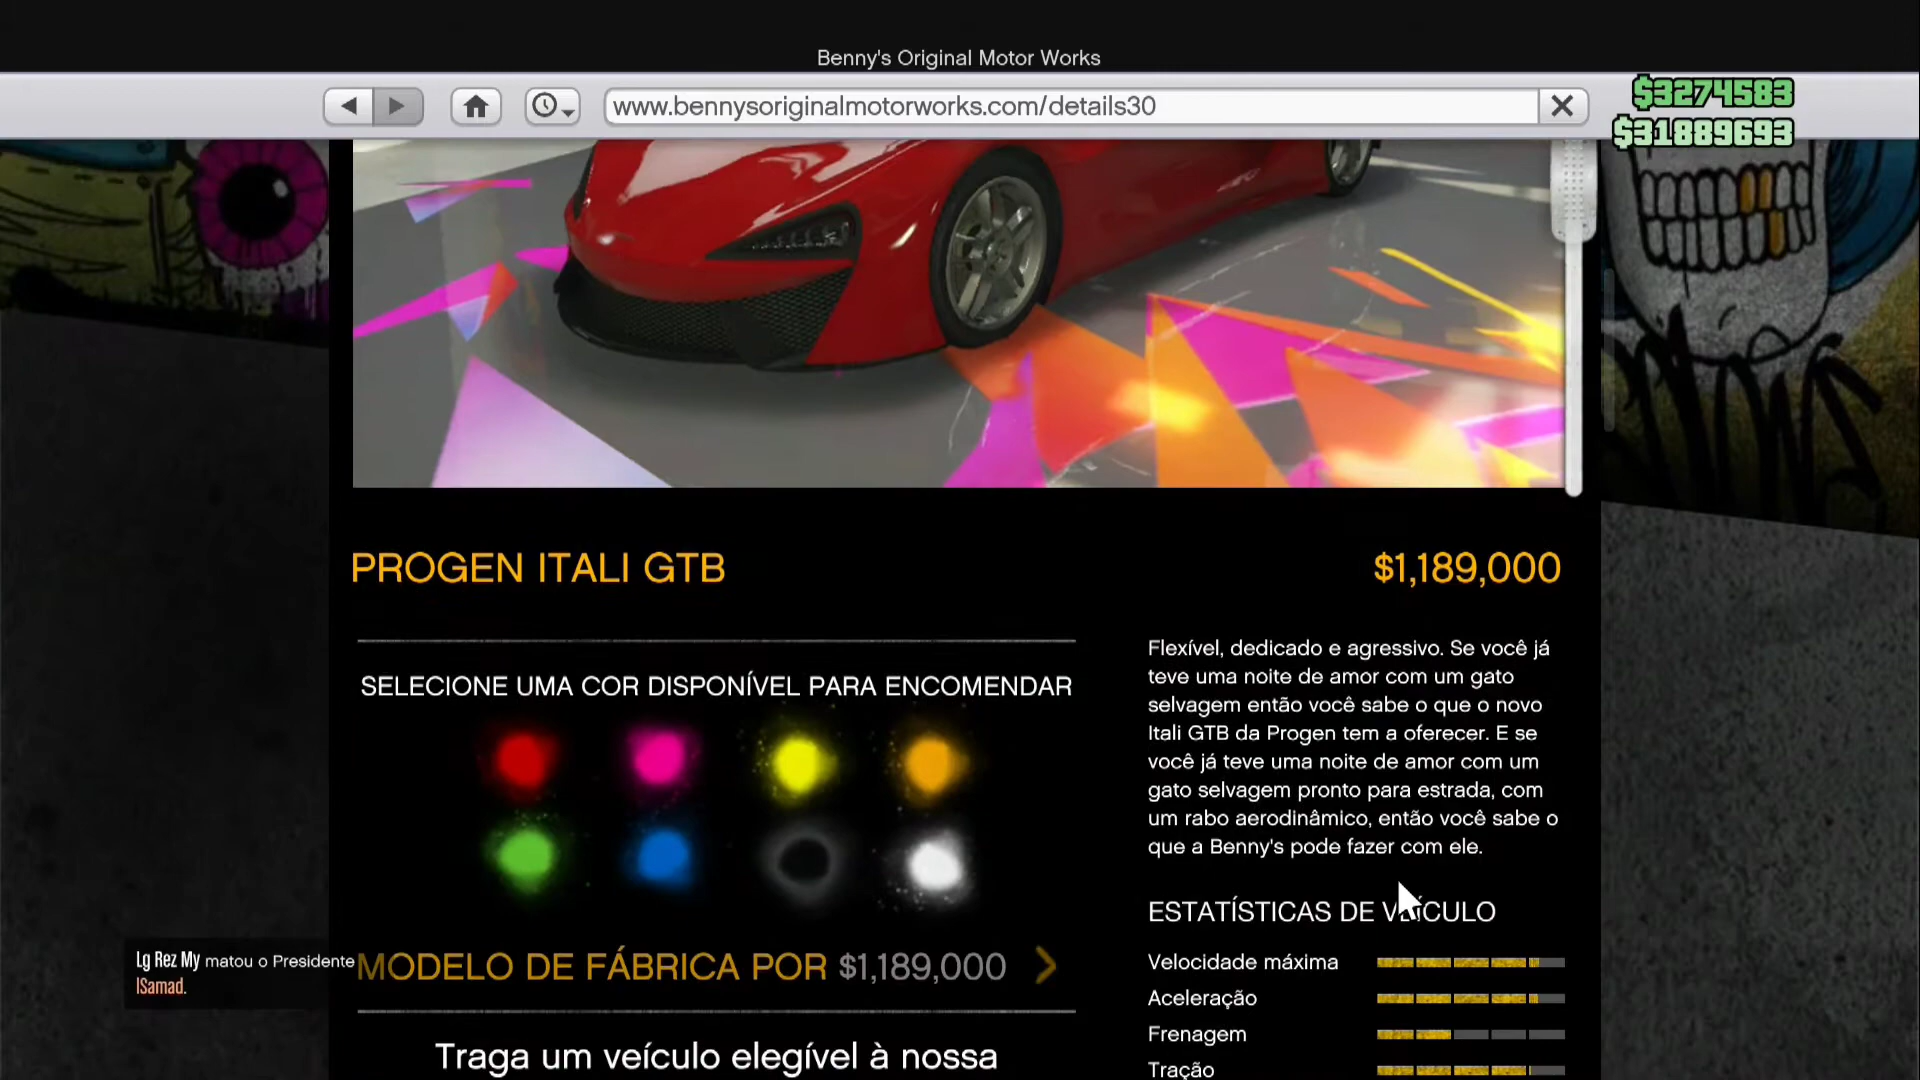 Benny's Original Motor Works
www.bennysoriginalmotorworks.com/details30
$3274583
$31889693
PROGEN ITALI GTB
$1,189,000
SELECIONE UMA COR DISPONÍVEL PARA ENCOMENDAR
MODELO DE FÁBRICA POR $1,189,000
Traga um veículo elegível à nossa
Flexível, dedicado e agressivo. Se você já
teve uma noite de amor com um gato
selvagem então você sabe o que o novo
Itali GTB da Progen tem a oferecer. E se
você já teve uma noite de amor com um
gato selvagem pronto para estrada, com
um rabo aerodinâmico, então você sabe o
que a Benny's pode fazer com ele.
ESTATÍSTICAS DE VEÍCULO
Velocidade máxima
Aceleração
Frenagem
Tração
Lg Rez My matou o Presidente
ISamad.